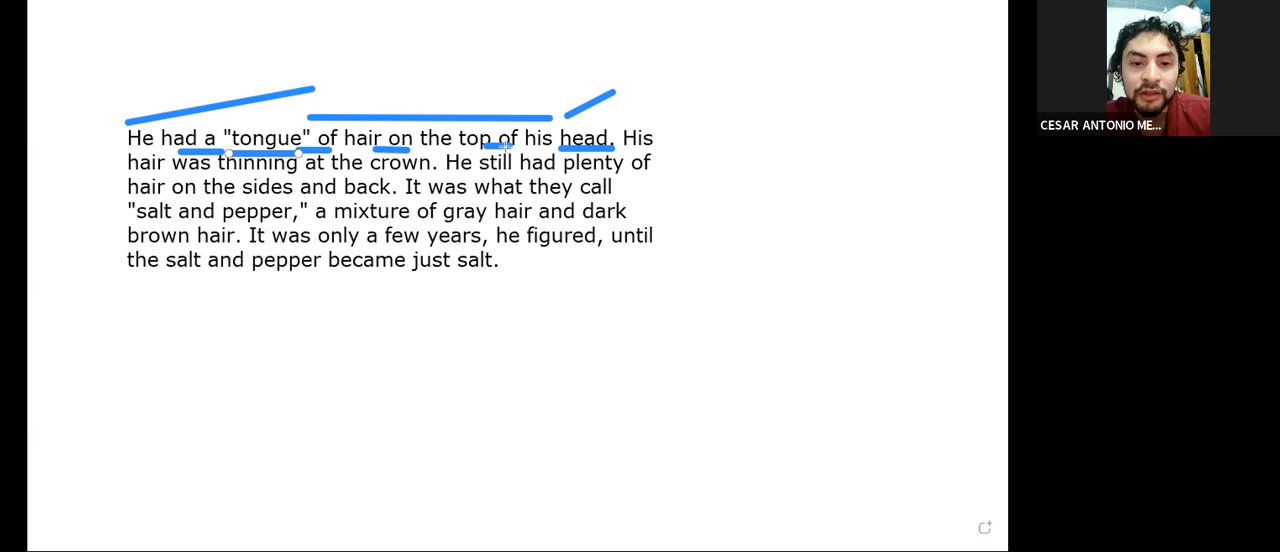 He had a "tongue" of hair on the top of his head. His
hair was thinning at the crown. He still had plenty of
hair on the sides and back. It was what they call
"salt and pepper," a mixture of gray hair and dark
brown hair. It was only a few years, he figured, until
the salt and pepper became just salt.
CESAR ANTONIO ME...